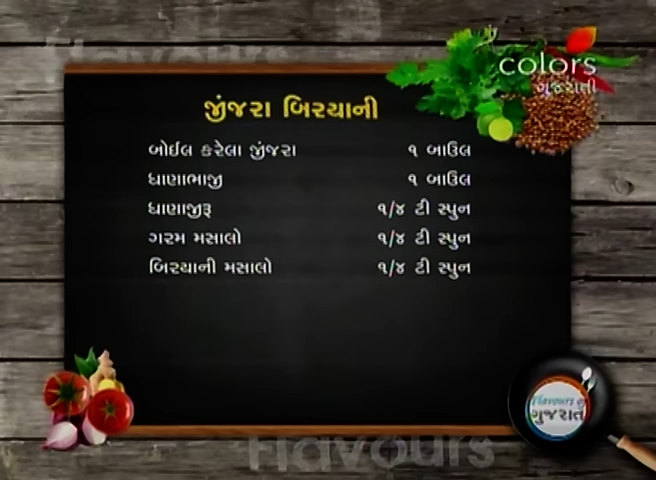 colors
ગુજરાતી
જીંજરા બિરયાની
બોઈલ કરેલા જીંજરા ૧ બાઉલ
ધાણાભાજી ૧ બાઉલ
ધાણાજીરૂ ૧/૪ ટી સ્પુન
ગરમ મસાલો ૧/૪ ટી સ્પુન
બિરયાની મસાલો ૧/૪ ટી સ્પુન
Flavours of
ગુજરાત
Flavours